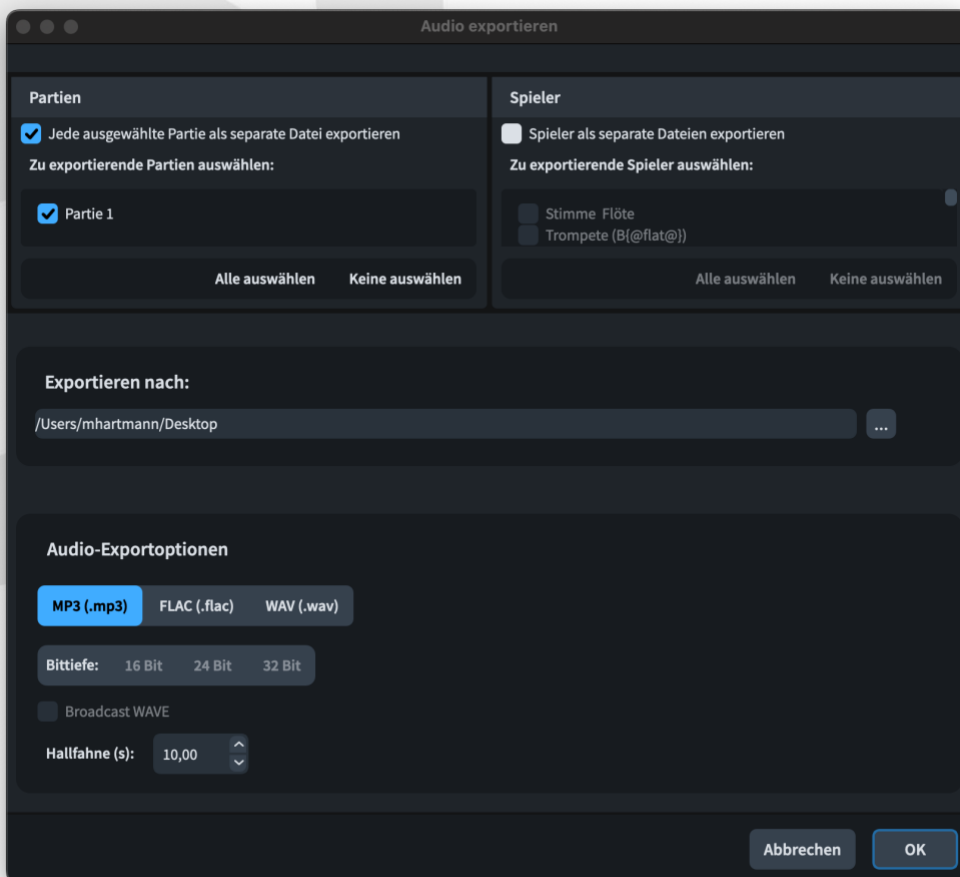 Audio exportieren
Partien
Jede ausgewählte Partie als separate Datei exportieren
Zu exportierende Partien auswählen:
Partie 1
Alle auswählen Keine auswählen
Spieler
Spieler als separate Dateien exportieren
Zu exportierende Spieler auswählen:
Stimme Flöte
Trompete (B{@flat@})
Alle auswählen Keine auswählen
Exportieren nach:
/Users/mhartmann/Desktop
...
Audio-Exportoptionen
MP3 (.mp3) FLAC (.flac) WAV (.wav)
Bittiefe: 16 Bit 24 Bit 32 Bit
Broadcast WAVE
Hallfahne (s): 10,00
Abbrechen OK